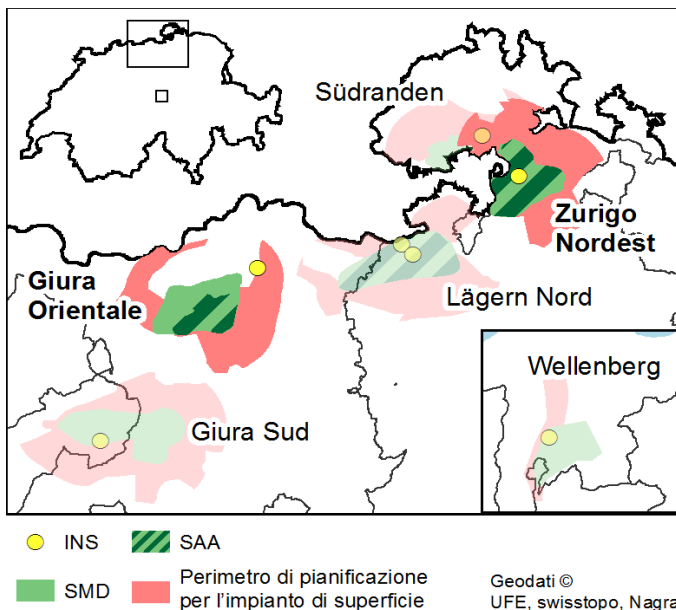 Südranden
Zurigo
Nordest
Giura
Orientale
Lägern Nord
Wellenberg
Giura Sud
INS
SAA
SMD
Perimetro di pianificazione
per l'impianto di superficie
Geodati ©
UFE, swisstopo, Nagra